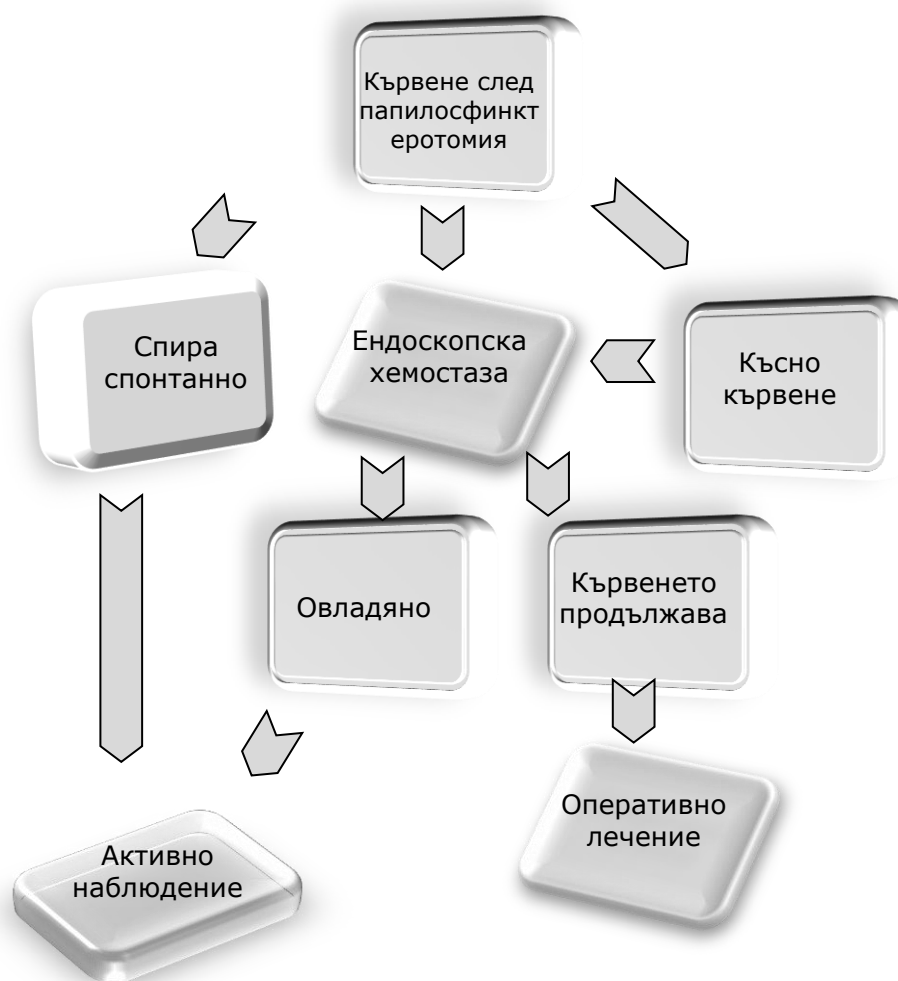 Кървене след
папилосфинкт
еротомия
Спира
спонтанно
Ендоскопска
хемостаза
Късно
кървене
Овладяно
Кървенето
продължава
Оперативно
лечение
Активно
наблюдение